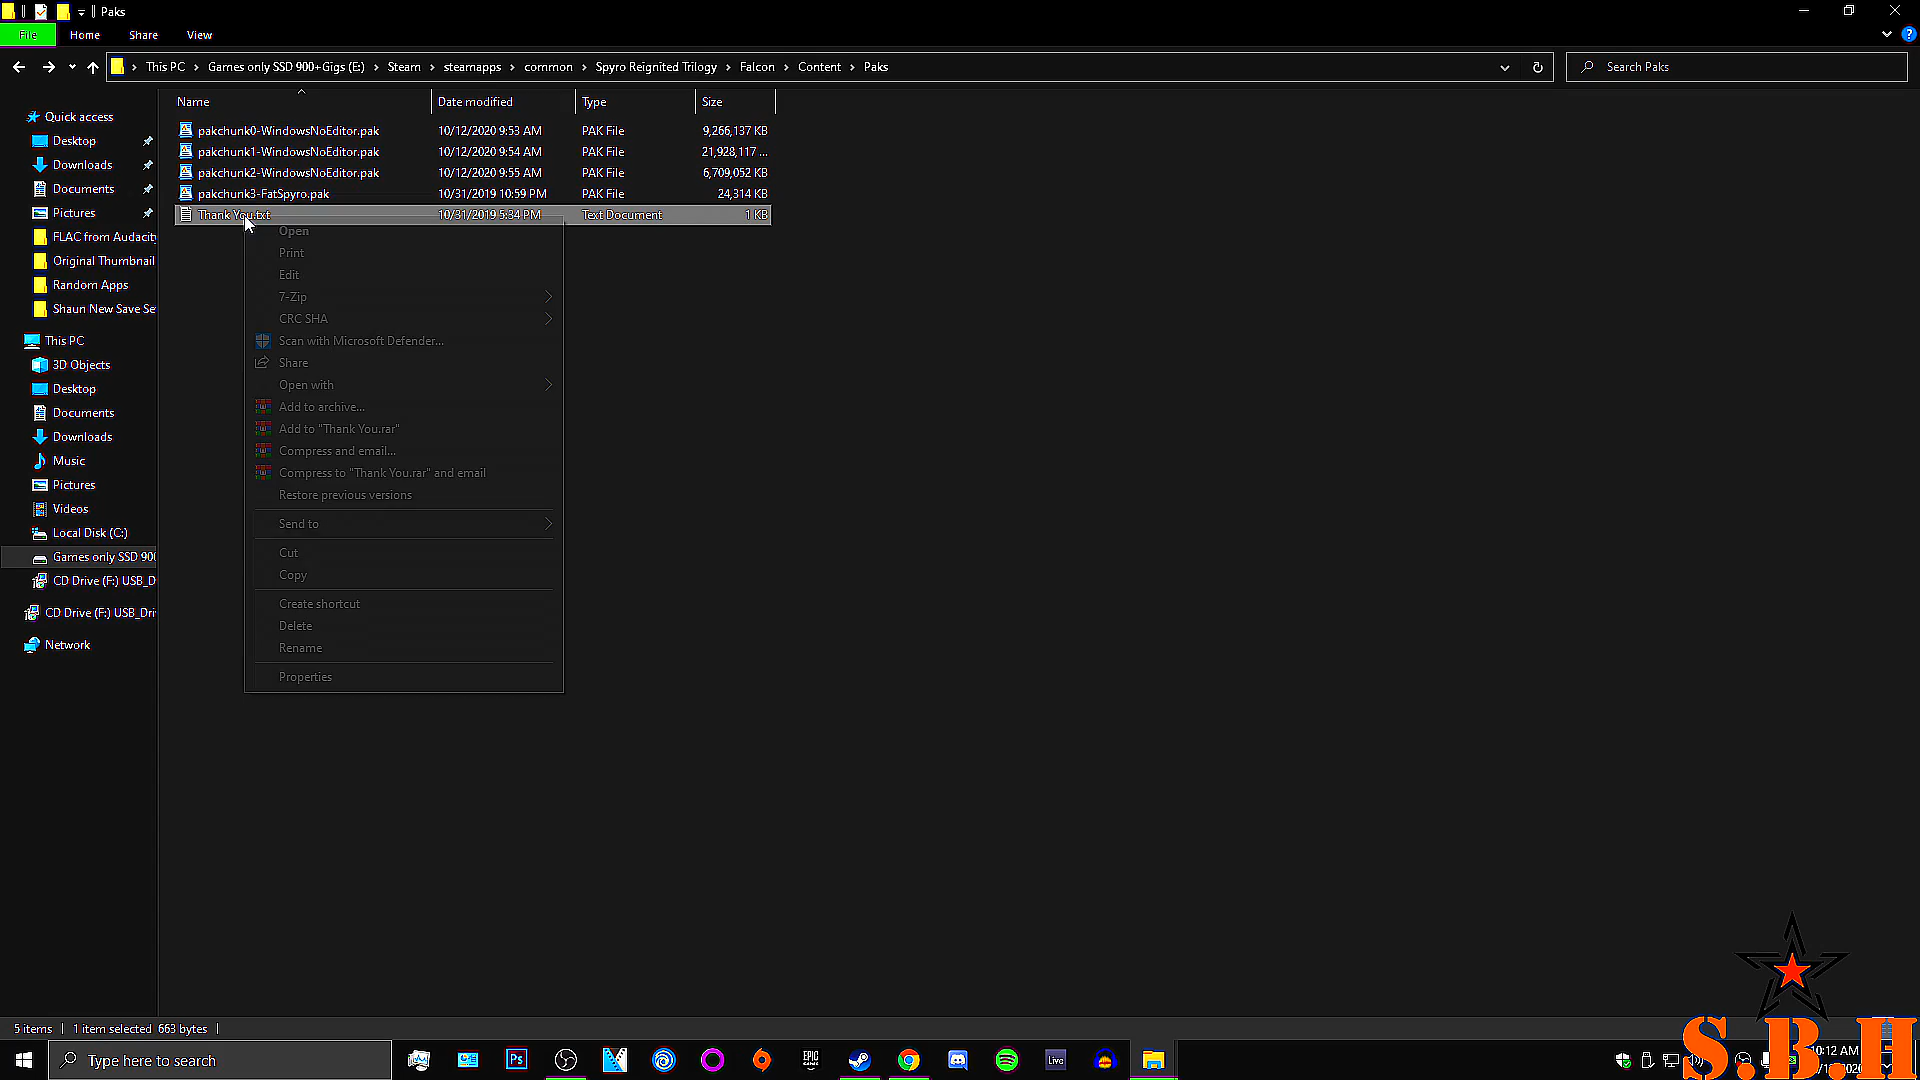 Paks
File Home Share View
This PC Games only SSD 900+Gigs (E:) Steam steamapps common Spyro Reignited Trilogy Falcon Content Paks
Search Paks
Name Date modified Type Size
pakchunk0-WindowsNoEditor.pak 10/12/2020 9:53 AM PAK File 9,266,137 KB
pakchunk1-WindowsNoEditor.pak 10/12/2020 9:54 AM PAK File 21,928,117 ...
pakchunk2-WindowsNoEditor.pak 10/12/2020 9:55 AM PAK File 6,709,052 KB
pakchunk3-FatSpyro.pak 10/31/2019 10:59 PM PAK File 24,314 KB
Thank You.txt 10/31/2019 5:34 PM Text Document 1 KB
Quick access
Desktop
Downloads
Documents
Pictures
FLAC from Audacity
Original Thumbnail
Random Apps
Shaun New Save Se
This PC
3D Objects
Desktop
Documents
Downloads
Music
Pictures
Videos
Local Disk (C:)
Games only SSD 900
CD Drive (F:) USB_D
CD Drive (F:) USB_Dri
Network
Open
Print
Edit
7-Zip
CRC SHA
Scan with Microsoft Defender...
Share
Open with
Add to archive...
Add to "Thank You.rar"
Compress and email...
Compress to "Thank You.rar" and email
Restore previous versions
Send to
Cut
Copy
Create shortcut
Delete
Rename
Properties
5 items 1 item selected 663 bytes
Type here to search
Ps
EPIC GAMES
Live
10:12 AM
S.B.H